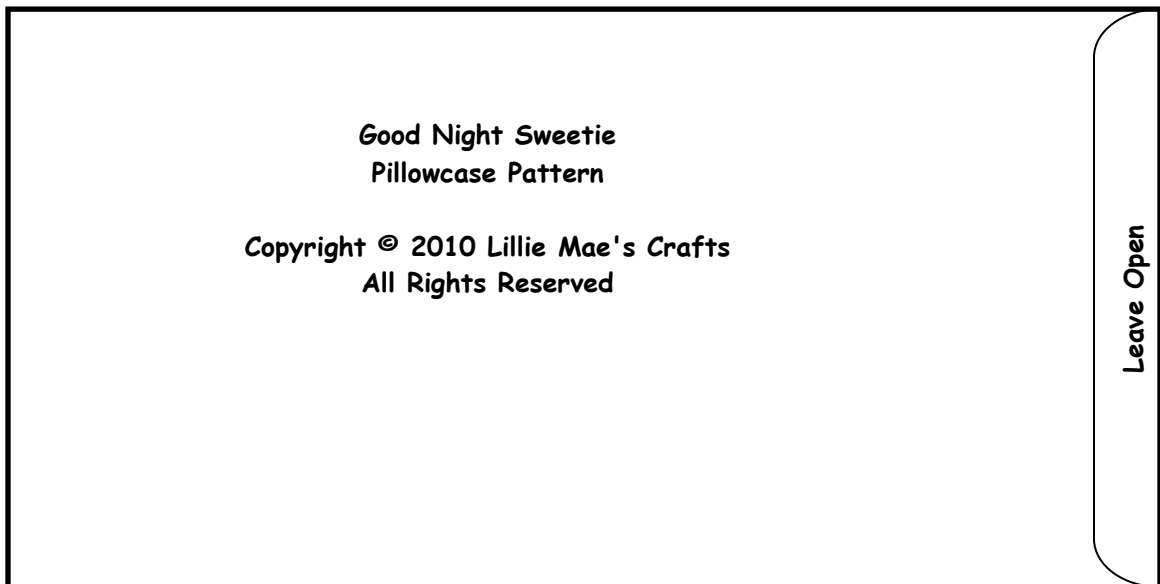 Good Night Sweetie
Pillowcase Pattern
Copyright © 2010 Lillie Mae's Crafts
All Rights Reserved
Leave Open